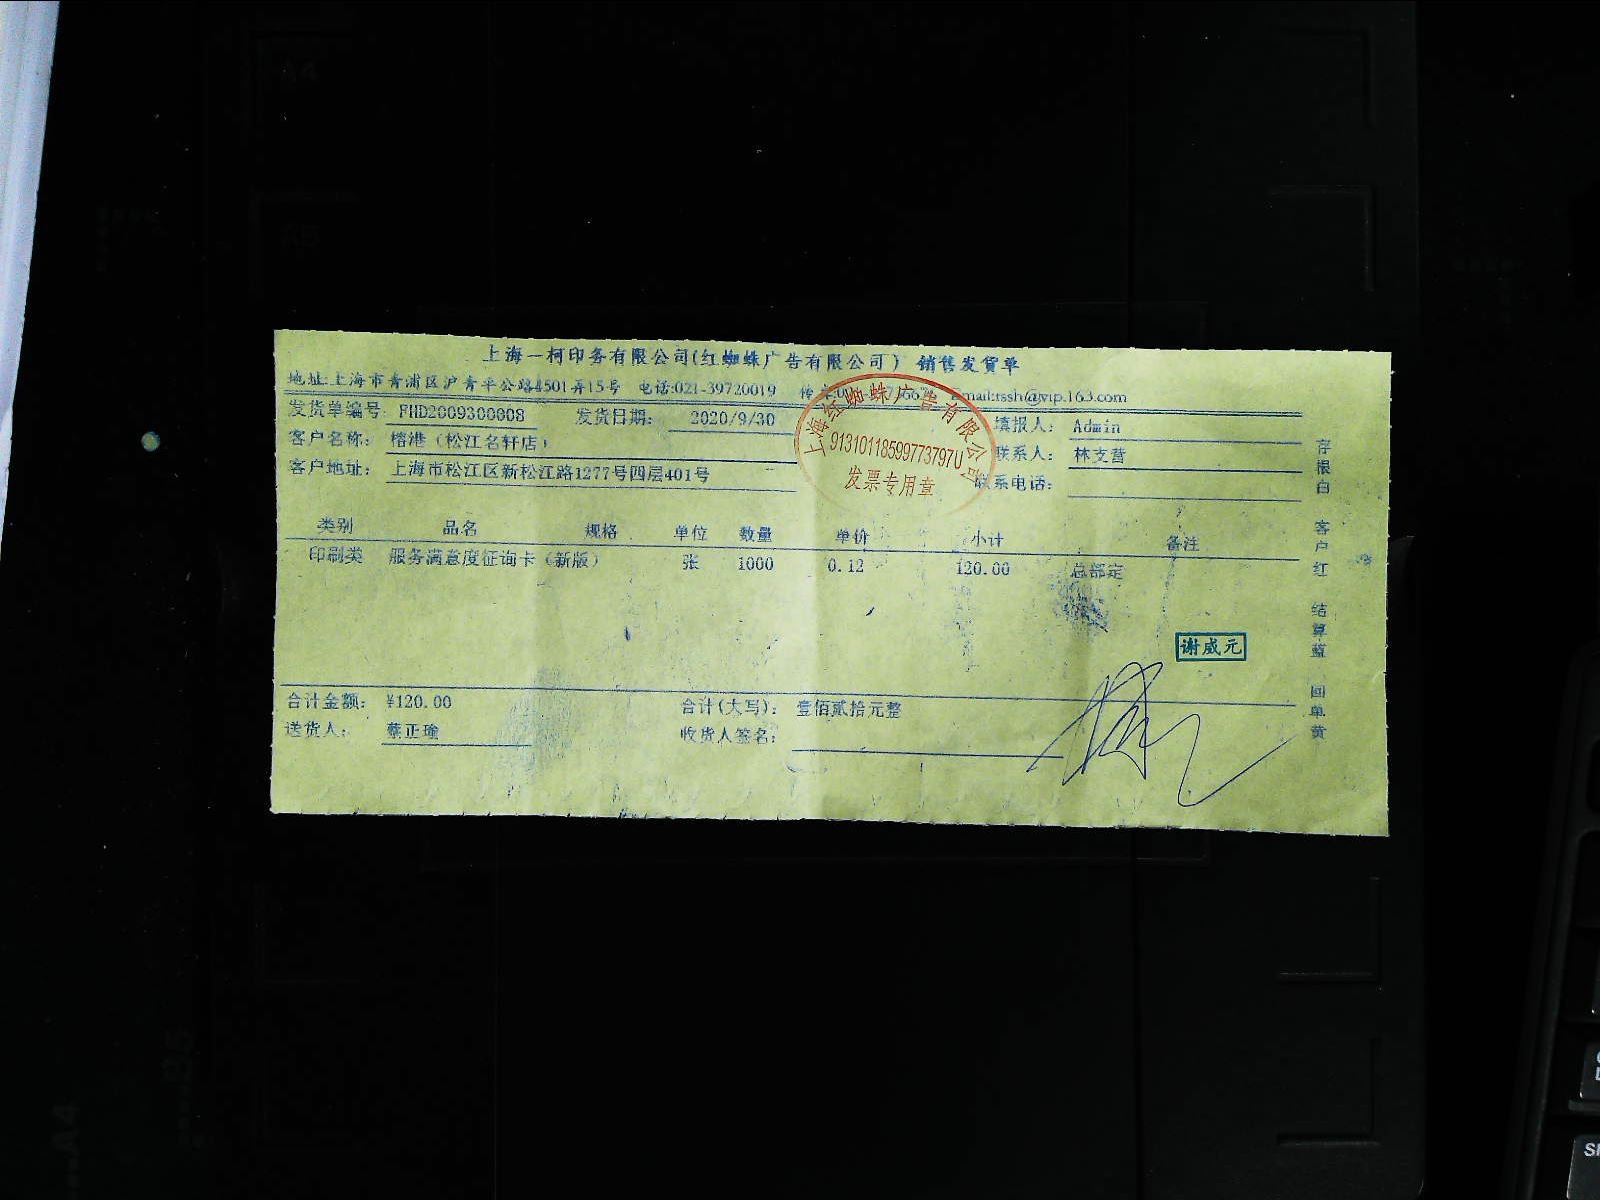 上海一柯印务有限公司(红蜘蛛广告有限公司) 销售发货单
地址:上海市青浦区沪青平公路4501弄15号 电话:021-39720019 Email:rssh@vip.163.com
发货单编号: FHD2009300008 发货日期: 2020/9/30 填报人: Admin
客户名称: 榕港(松江名轩店) 联系人: 林支营
客户地址: 上海市松江区新松江路1277号四层401号 联系电话:
上海红蜘蛛广告有限公司
91310118599773797U
发票专用章
类别 品名 规格 单位 数量 单价 小计 备注
印刷类 服务满意度征询卡(新版) 张 1000 0.12 120.00 总部定
谢威元
合计金额: ¥120.00 合计(大写): 壹佰贰拾元整
送货人: 蔡正瑜 收货人签名:
存根白 客户红 结算蓝 回单黄
A4